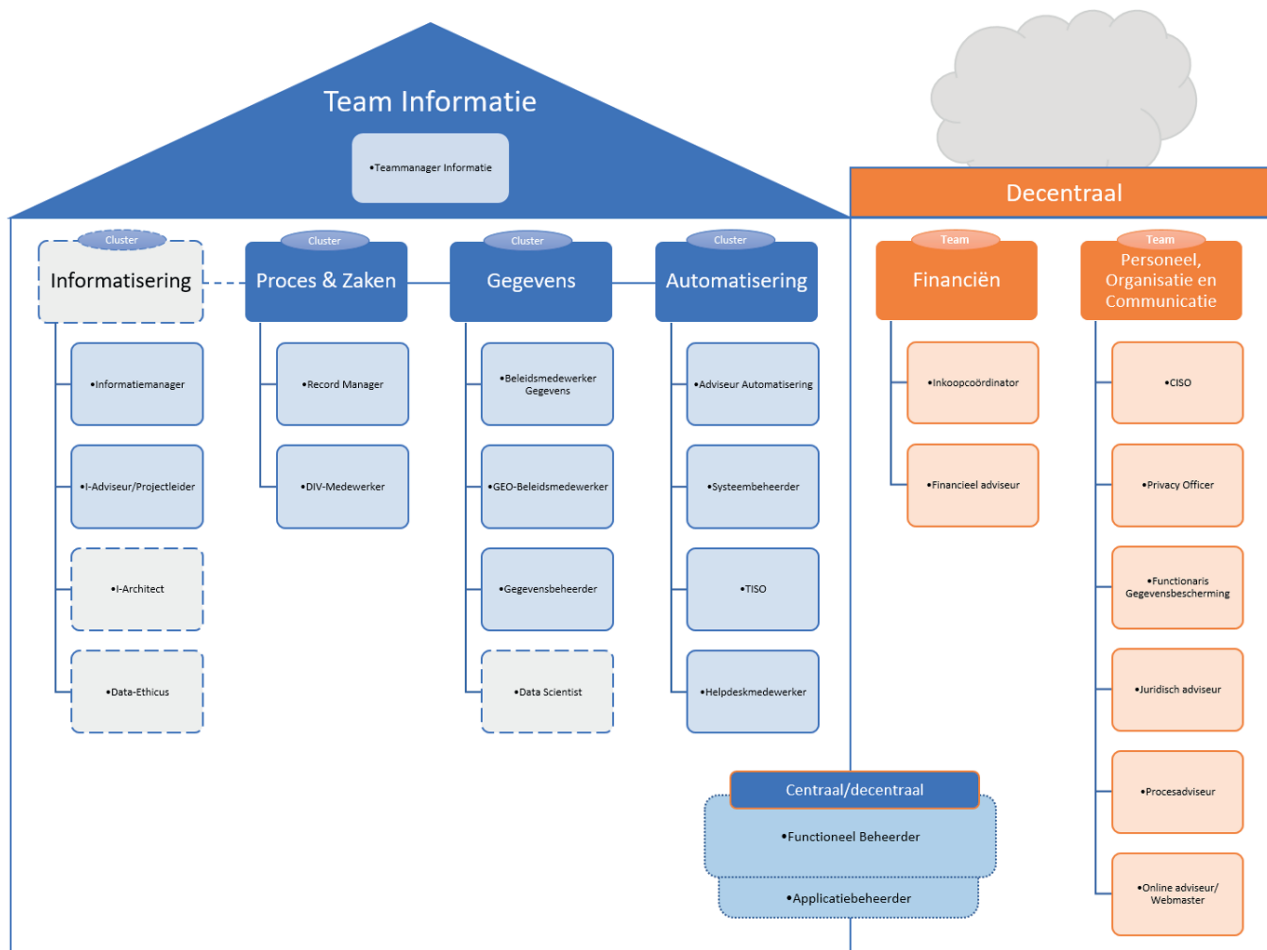 Team Informatie
•Teammanager Informatie
Decentraal
Cluster
Informatisering
•Informatiemanager
•I-Adviseur/Projectleider
•I-Architect
•Data-Ethicus
Cluster
Proces & Zaken
•Record Manager
•DIV-Medewerker
Cluster
Gegevens
•Beleidsmedewerker
Gegevens
•GEO-Beleidsmedewerker
•Gegevensbeheerder
•Data Scientist
Cluster
Automatisering
•Adviseur Automatisering
•Systeembeheerder
•TISO
•Helpdeskmedewerker
Centraal/decentraal
•Functioneel Beheerder
•Applicatiebeheerder
Team
Financiën
•Inkoopcoördinator
•Financieel adviseur
Team
Personeel,
Organisatie en
Communicatie
•CISO
•Privacy Officer
•Functionaris
Gegevensbescherming
•Juridisch adviseur
•Procesadviseur
•Online adviseur/
Webmaster